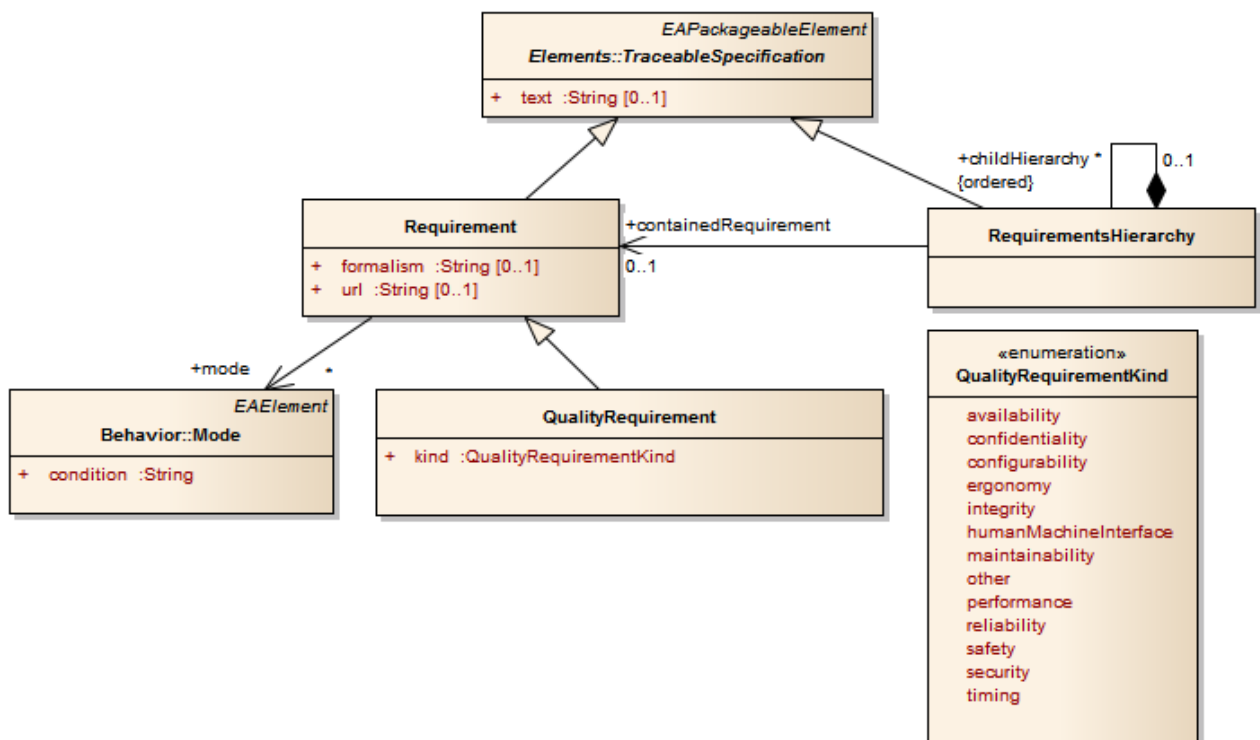 EAPackageableElement
Elements::TraceableSpecification
+ text :String [0..1]
+childHierarchy *
{ordered}
0..1
Requirement
+ formalism :String [0..1]
+ url :String [0..1]
+containedRequirement
0..1
RequirementsHierarchy
+mode
*
EAElement
Behavior::Mode
+ condition :String
QualityRequirement
+ kind :QualityRequirementKind
«enumeration»
QualityRequirementKind
availability
confidentiality
configurability
ergonomy
integrity
humanMachineInterface
maintainability
other
performance
reliability
safety
security
timing